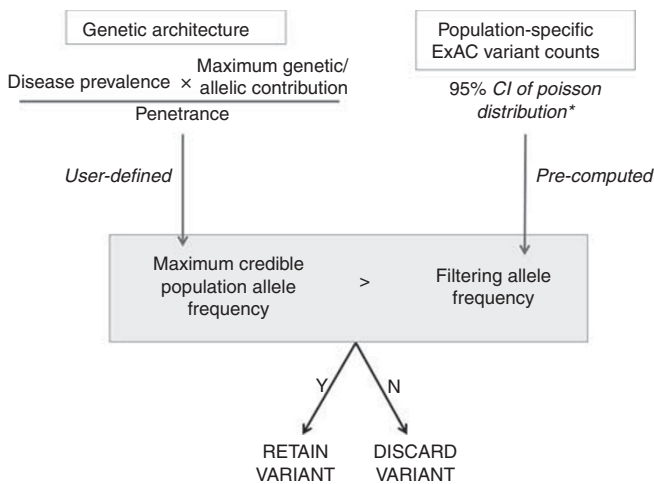 Genetic architecture
Disease prevalence × Maximum genetic/
allelic contribution
Penetrance
User-defined
Population-specific
ExAC variant counts
95% CI of poisson
distribution*
Pre-computed
Maximum credible
population allele
frequency
>
Filtering allele
frequency
Y
N
RETAIN
VARIANT
DISCARD
VARIANT